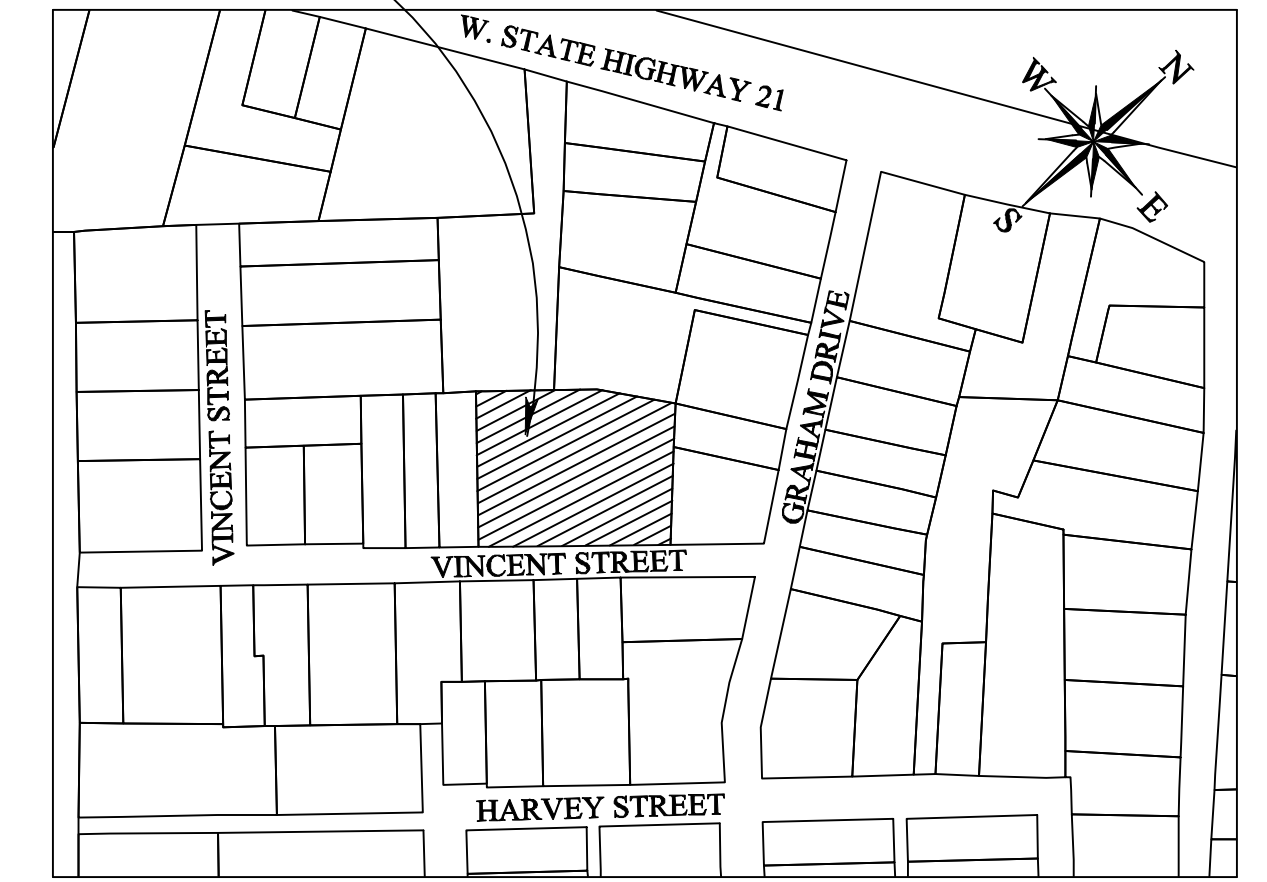 W. STATE HIGHWAY 21
N
W
S
E
VINCENT STREET
GRAHAM DRIVE
VINCENT STREET
HARVEY STREET